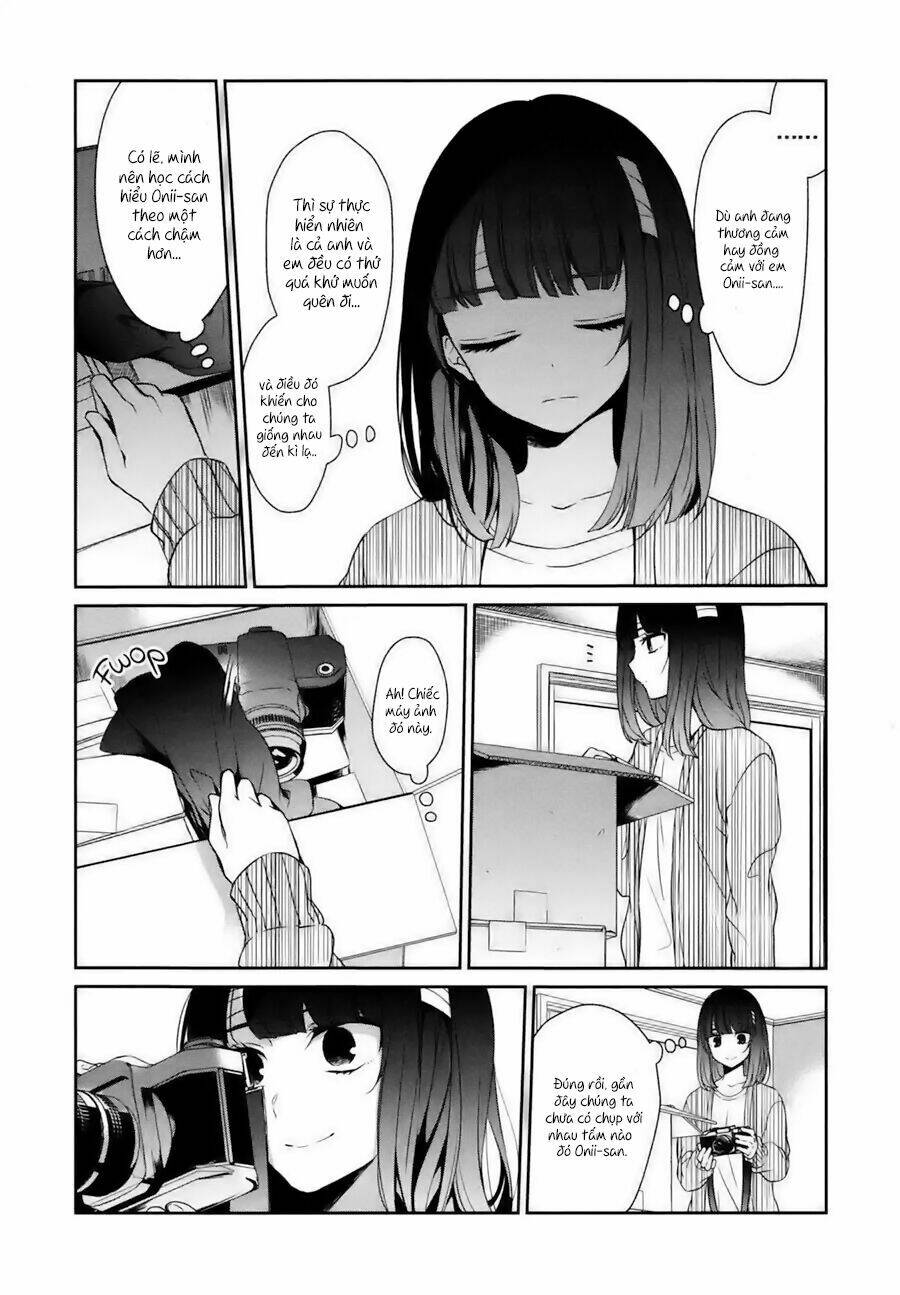 ......
Dù anh đang
thương cảm
hay đồng
cảm với em
Onii-san....
Thì sự thực
hiển nhiên
là cả anh và
em đều có thứ
quá khứ muốn
quên đi...
và điều đó
khiến cho
chúng ta
giống nhau
đến kì lạ..
Có lẽ, mình
nên học cách
hiểu Onii-san
theo một
cách chậm
hơn...
Ah! Chiếc
máy ảnh
đó này.
Fwop
Đúng rồi, gần
đây chúng ta
chưa có chụp với
nhau tấm nào
đó Onii-san.